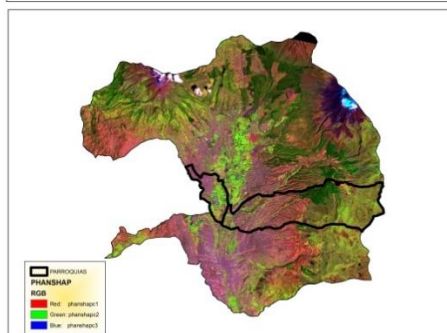 PARROQUIAS
PHANSHAP
RGB
Red: phanshapc1
Green: phanshapc2
Blue: phanshapc3